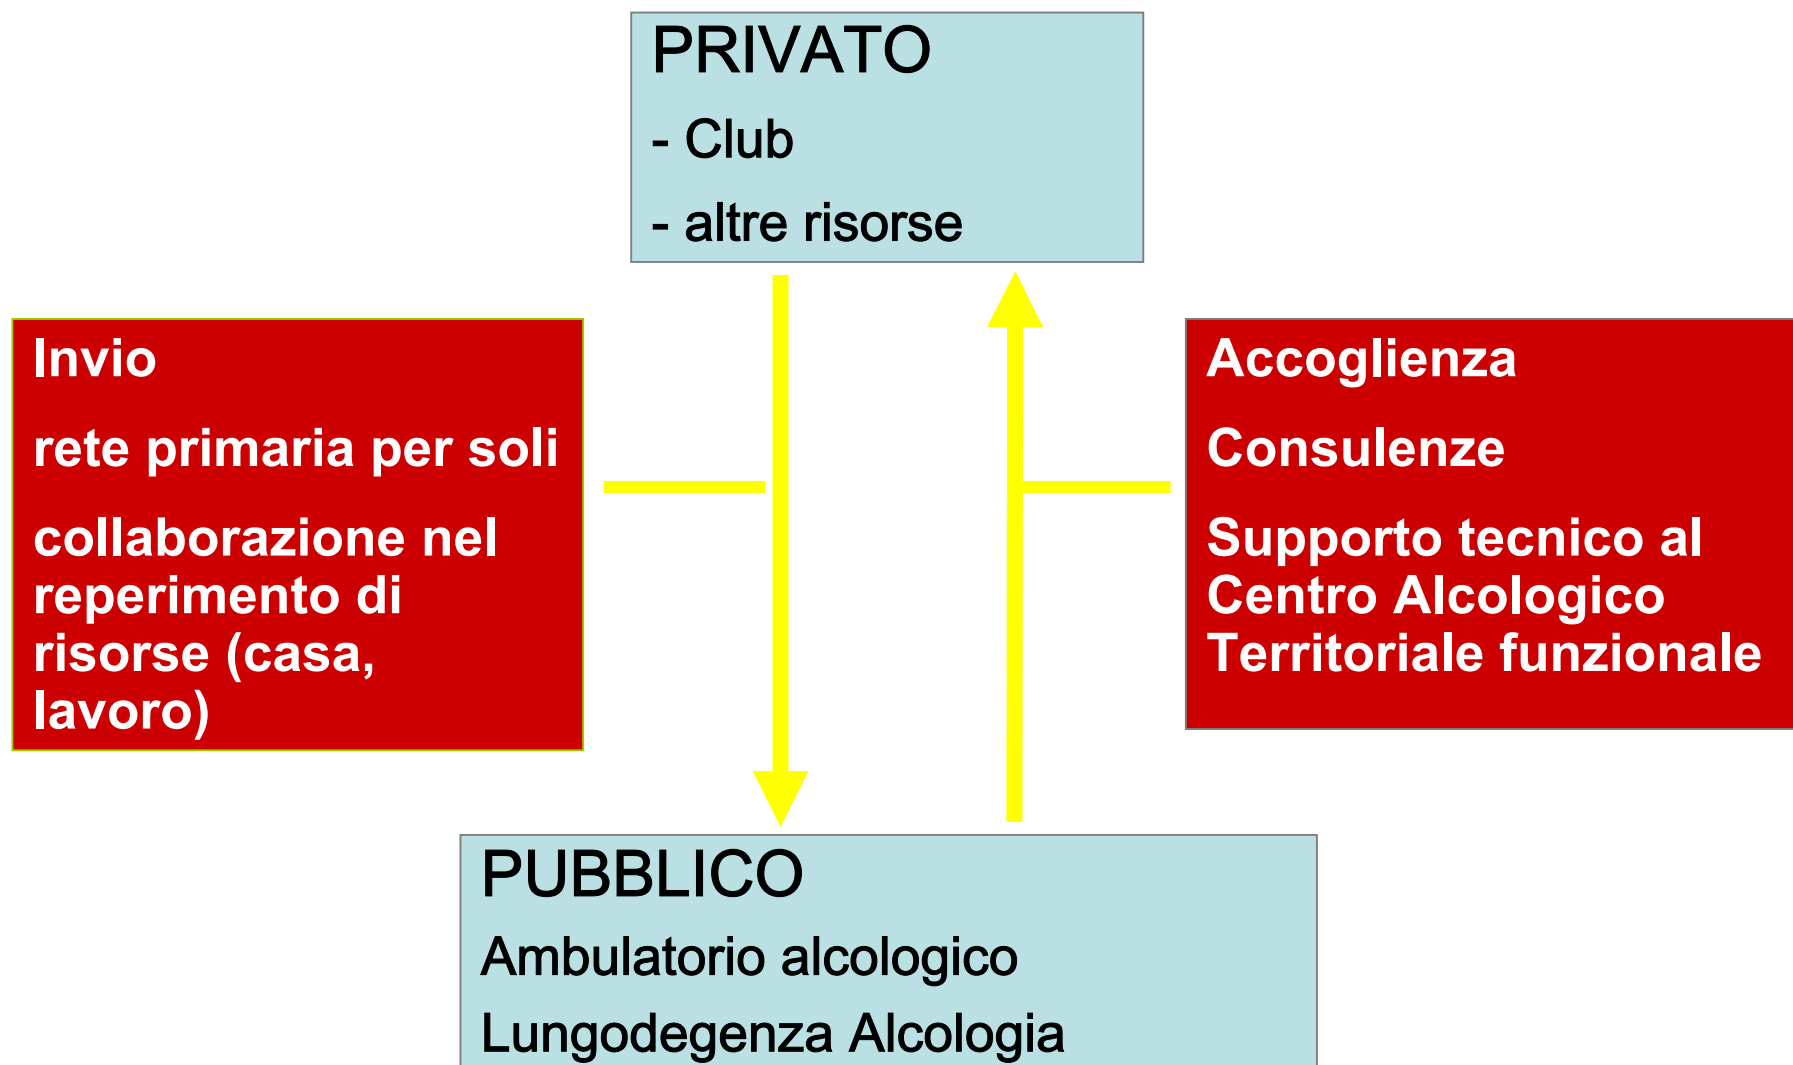 PRIVATO
- Club
- altre risorse
Invio
rete primaria per soli
collaborazione nel
reperimento di
risorse (casa,
lavoro)
Accoglienza
Consulenze
Supporto tecnico al
Centro Alcologico
Territoriale funzionale
PUBBLICO
Ambulatorio alcologico
Lungodegenza Alcologia